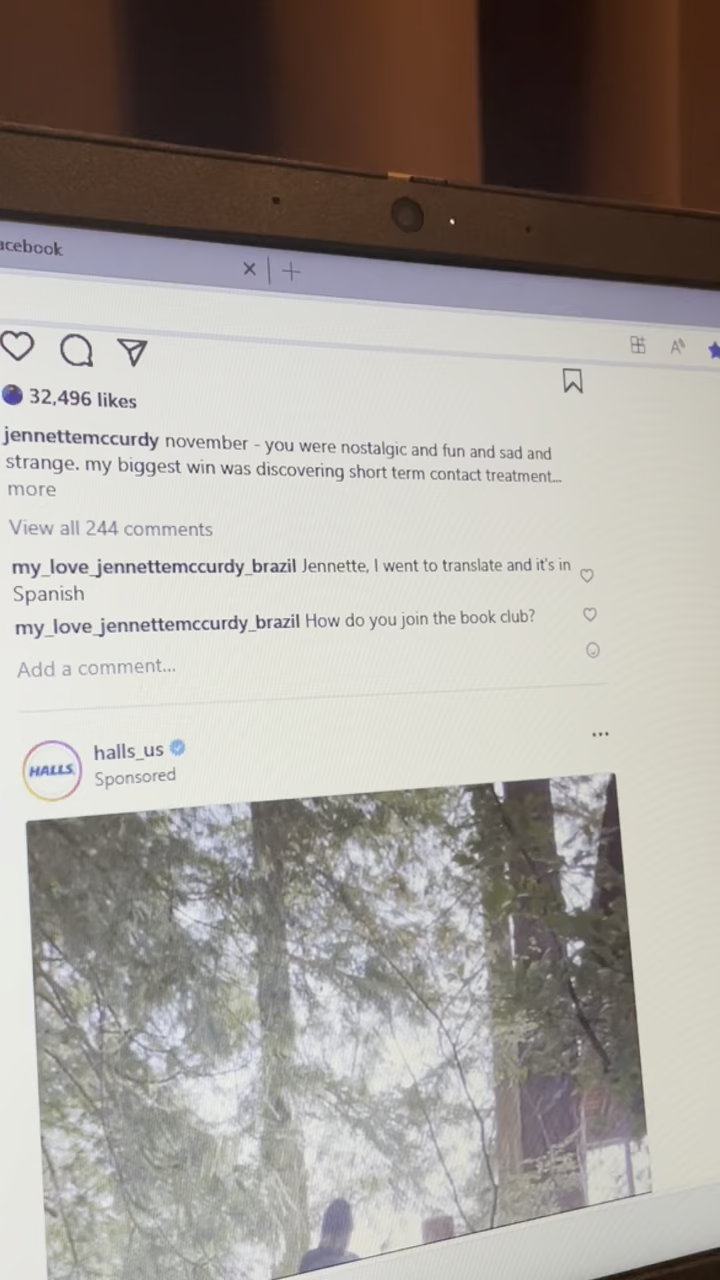 acebook
32,496 likes
jennettemccurdy november - you were nostalgic and fun and sad and
strange. my biggest win was discovering short term contact treatment...
more
View all 244 comments
my_love_jennettemccurdy_brazil Jennette, I went to translate and it's in
Spanish
my_love_jennettemccurdy_brazil How do you join the book club?
Add a comment...
halls_us
HALLS
Sponsored